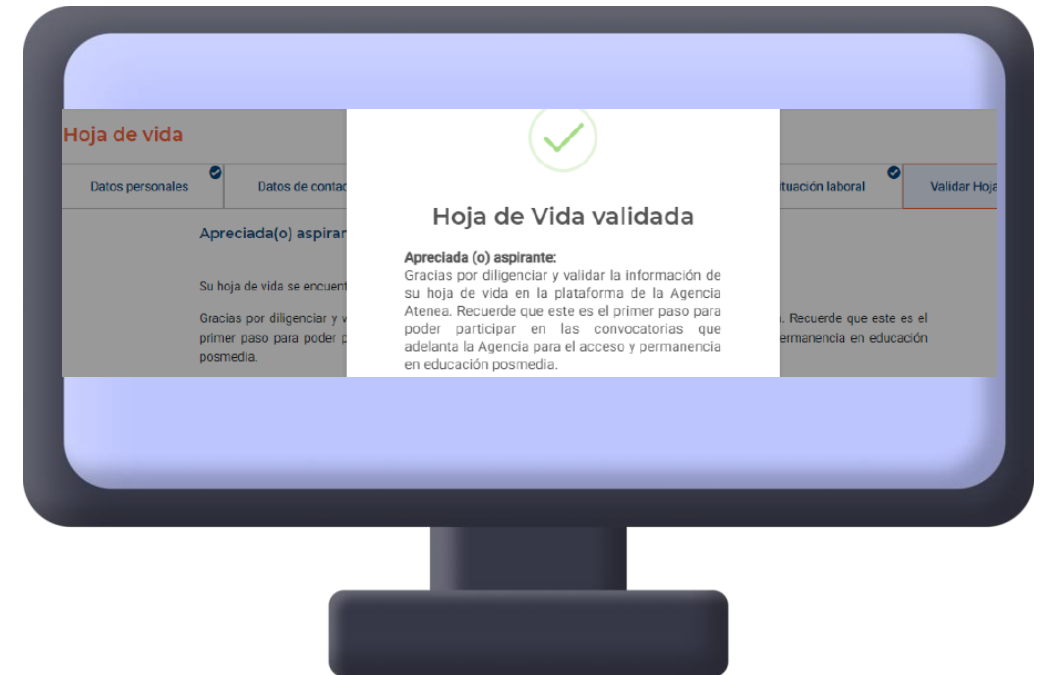 Hoja de vida
Datos personales
Datos de contac
Hoja de Vida validada
tuación laboral
Validar Hoja
Apreciada(o) aspirar
Apreciada (o) aspirante:
Gracias por diligenciar y validar la información de
su hoja de vida en la plataforma de la Agencia
Atenea. Recuerde que este es el primer paso para
poder participar en las convocatorias que
adelanta la Agencia para el acceso y permanencia
en educación posmedia.
Su hoja de vida se encuent
Gracias por diligenciar y v
. Recuerde que este es el
primer paso para poder p
ermanencia en educación
posmedia.